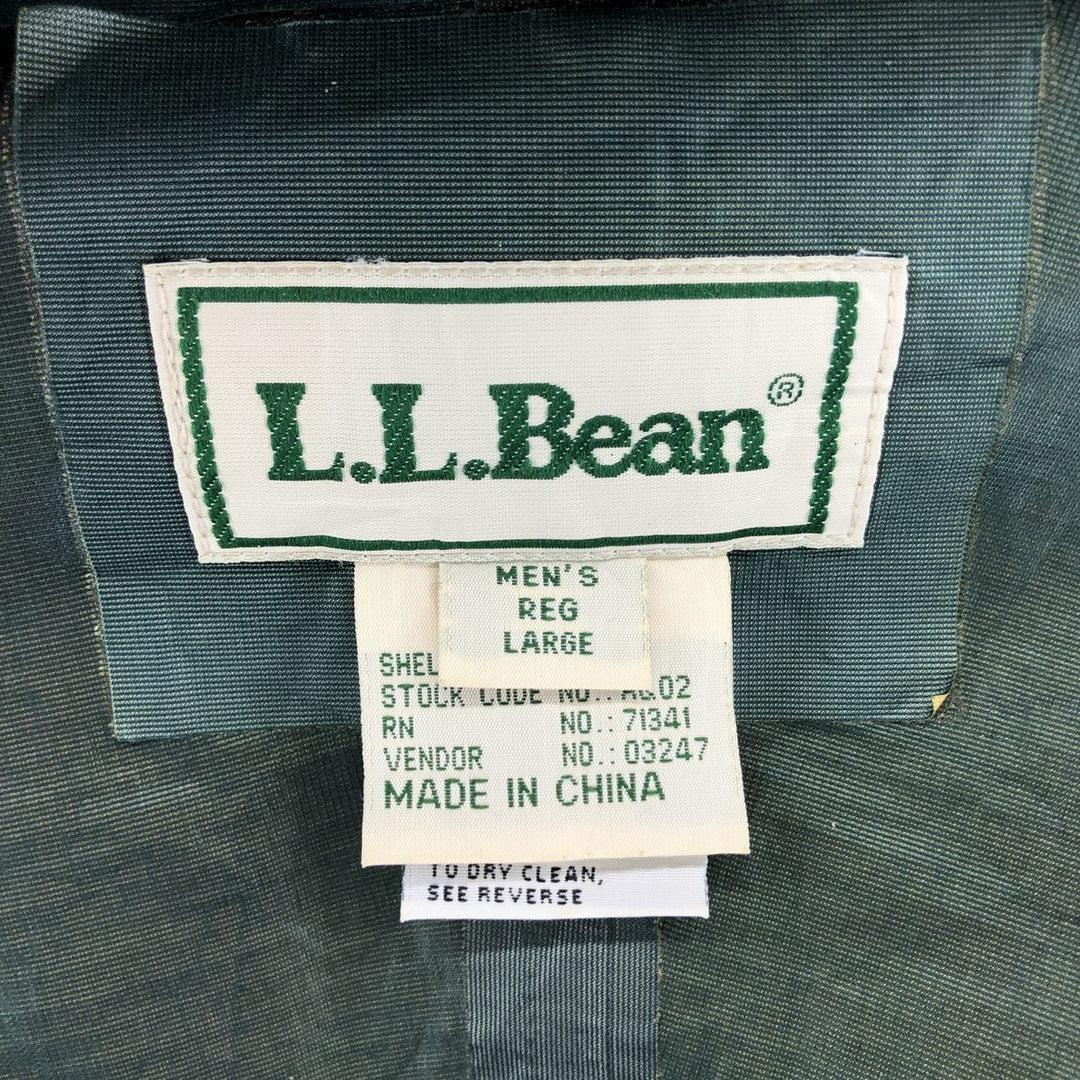 L.L.Bean®
MEN'S
REG
LARGE
STOCK CODE NO.:
RN NO.: 71341
VENDOR NO.: 03247
MADE IN CHINA
TO DRY CLEAN,
SEE REVERSE